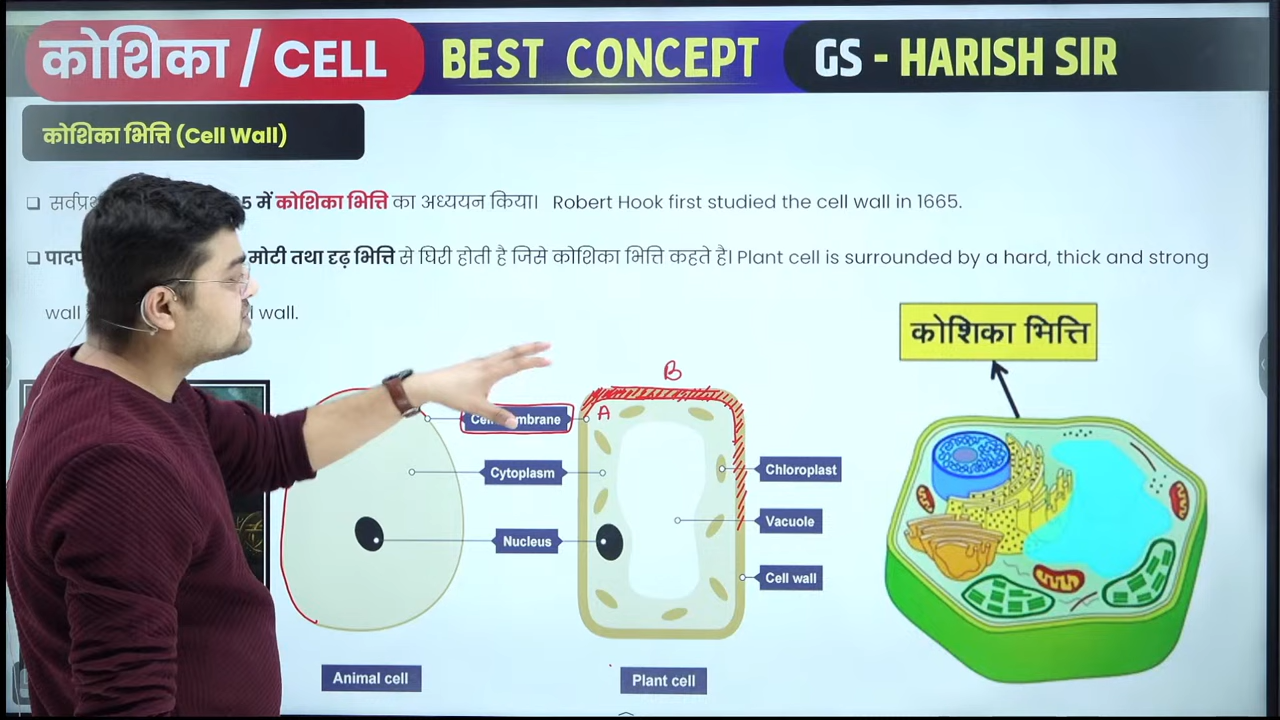 कोशिका / CELL BEST CONCEPT GS - HARISH SIR
कोशिका भित्ति (Cell Wall)
में कोशिका भित्ति का अध्ययन किया। Robert Hook first studied the cell wall in 1665.
मोटी तथा दृढ़ भित्ति से घिरी होती है जिसे कोशिका भित्ति कहते है। Plant cell is surrounded by a hard, thick and strong
wall wall.
कोशिका भित्ति
B
A
Cytoplasm
Chloroplast
Vacuole
Nucleus
Cell wall
Animal cell
Plant cell